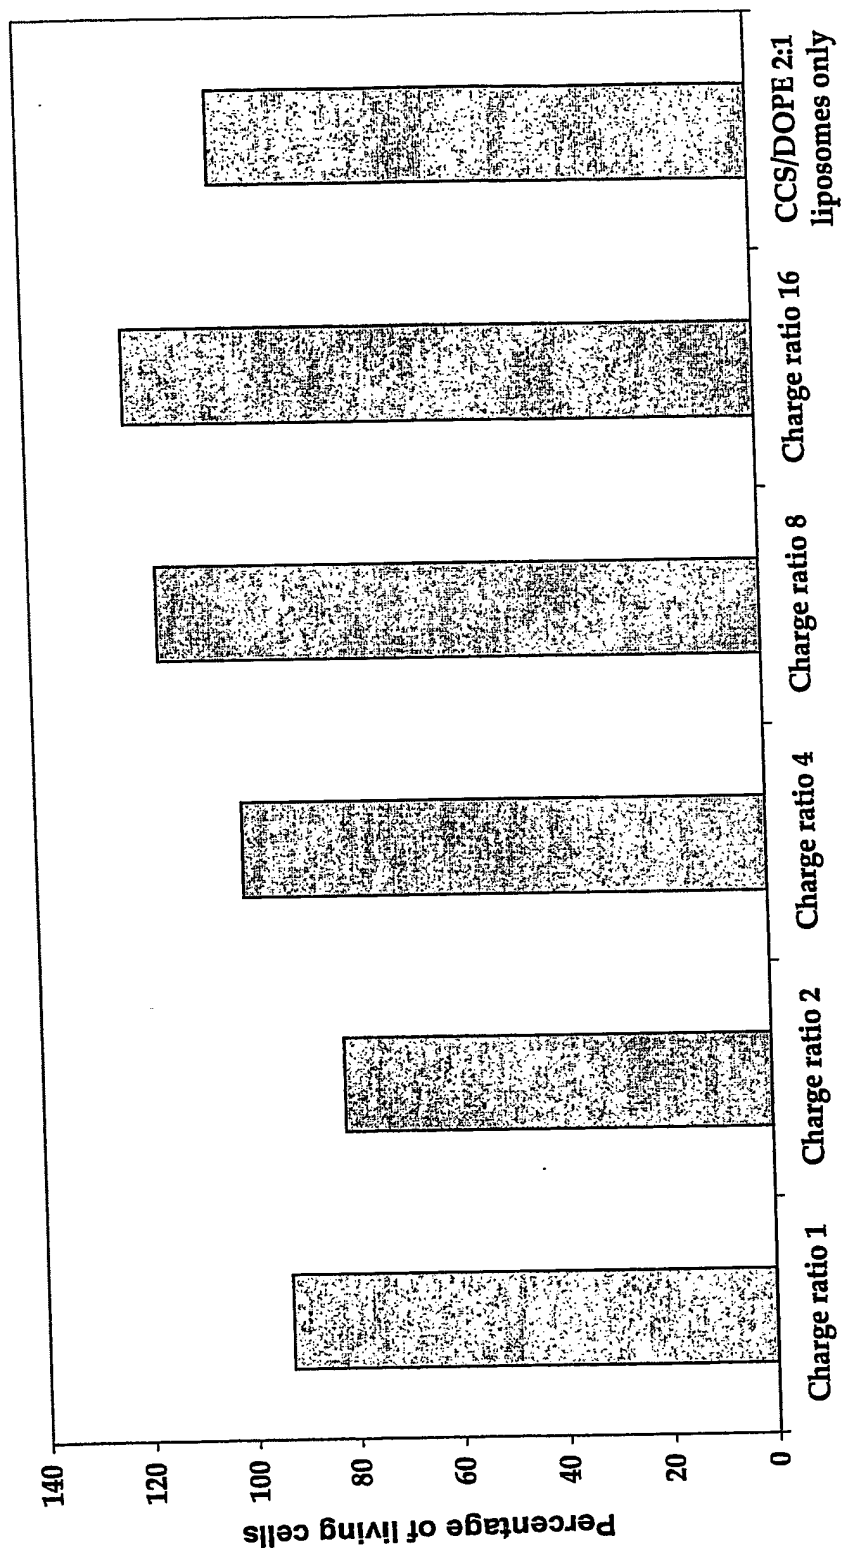 Percentage of living cells
140
120
100
80
60
40
20
0
Charge ratio 1
Charge ratio 2
Charge ratio 4
Charge ratio 8
Charge ratio 16
CCS/DOPE 2:1
liposomes only